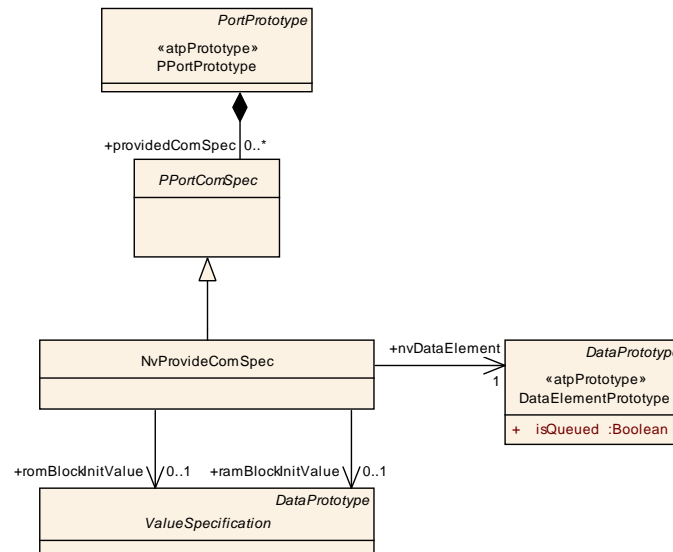 PortPrototype
«atpPrototype»
PPortPrototype
+providedComSpec 0..*
PPortComSpec
NvProvideComSpec
+nvDataElement
1
DataPrototype
«atpPrototype»
DataElementPrototype
+ isQueued :Boolean
+romBlockInitValue 0..1 +ramBlockInitValue 0..1
DataPrototype
ValueSpecification